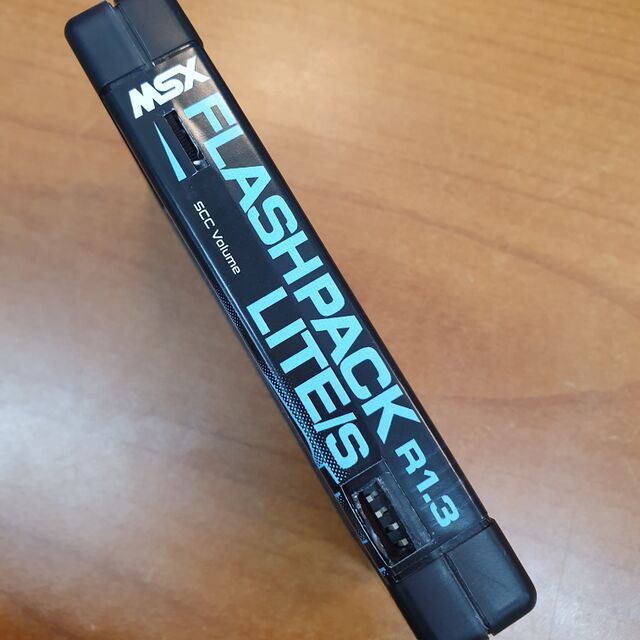 MSX
FLASHPACK R1.3
LITE/S
SCC Volume